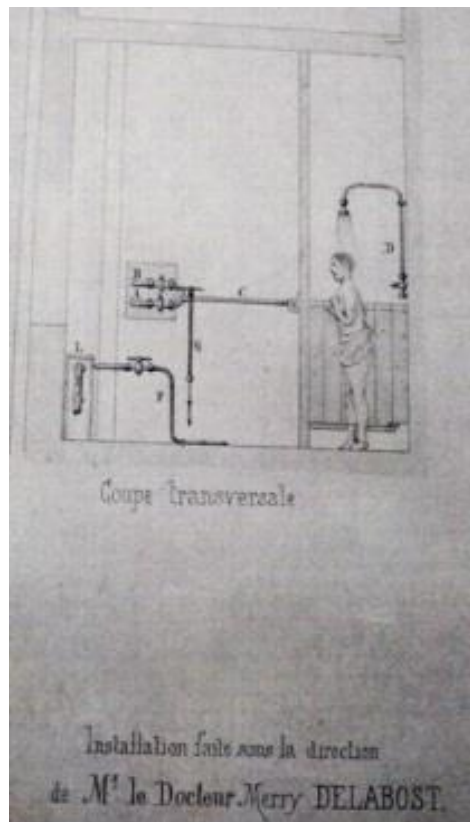 D
B
A
C
G
L
F
Coupe transversale
Installation faite sous la direction
de Mr le Docteur Merry DELABOST.